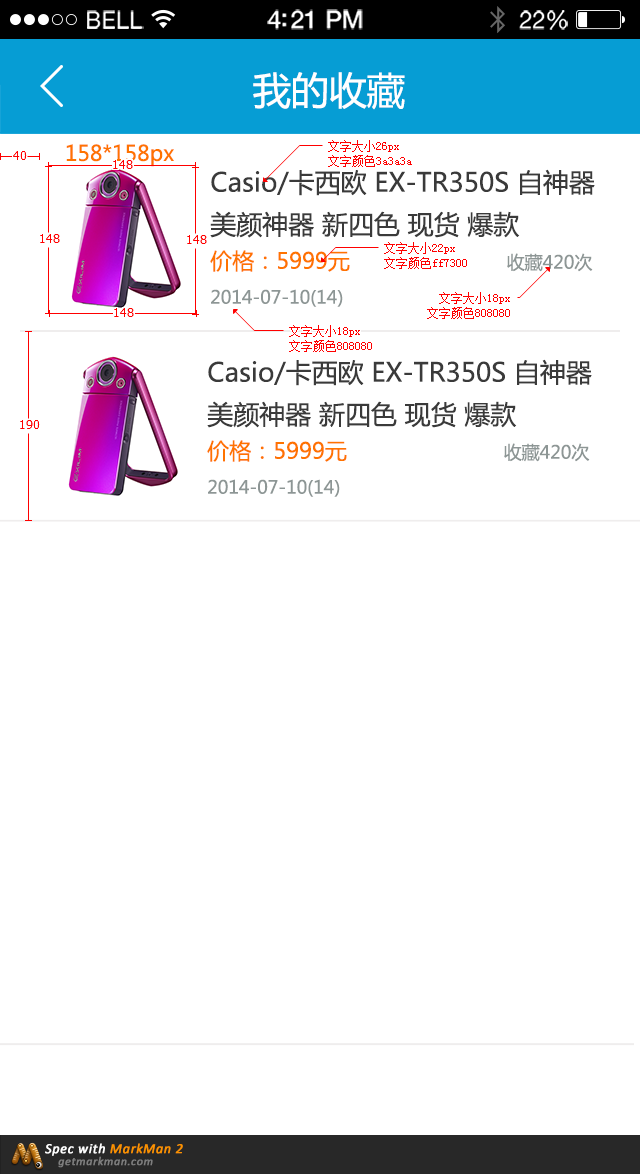 BELL 4:21 PM 22%
我的收藏
40
158*158px
148
文字大小26px
文字颜色3a3a3a
Casio/卡西欧 EX-TR350S 自神器
美颜神器 新四色 现货 爆款
148
148
文字大小22px
文字颜色ff7300
价格：5999元
收藏420次
2014-07-10(14)
文字大小18px
文字颜色808080
148
文字大小18px
文字颜色808080
Casio/卡西欧 EX-TR350S 自神器
美颜神器 新四色 现货 爆款
190
价格：5999元
收藏420次
2014-07-10(14)
Spec with MarkMan 2
getmarkman.com